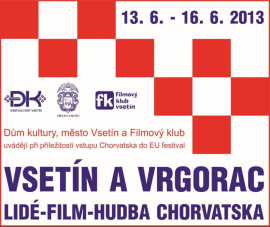 13. 6. - 16. 6. 2013
DK
DŮM KULTURY VSETÍN
MĚSTO VSETÍN
fk filmový
klub
vsetín
Dům kultury, město Vsetín a Filmový klub
uvádějí při příležitosti vstupu Chorvatska do EU festival
VSETÍN A VRGORAC
LIDÉ-FILM-HUDBA CHORVATSKA